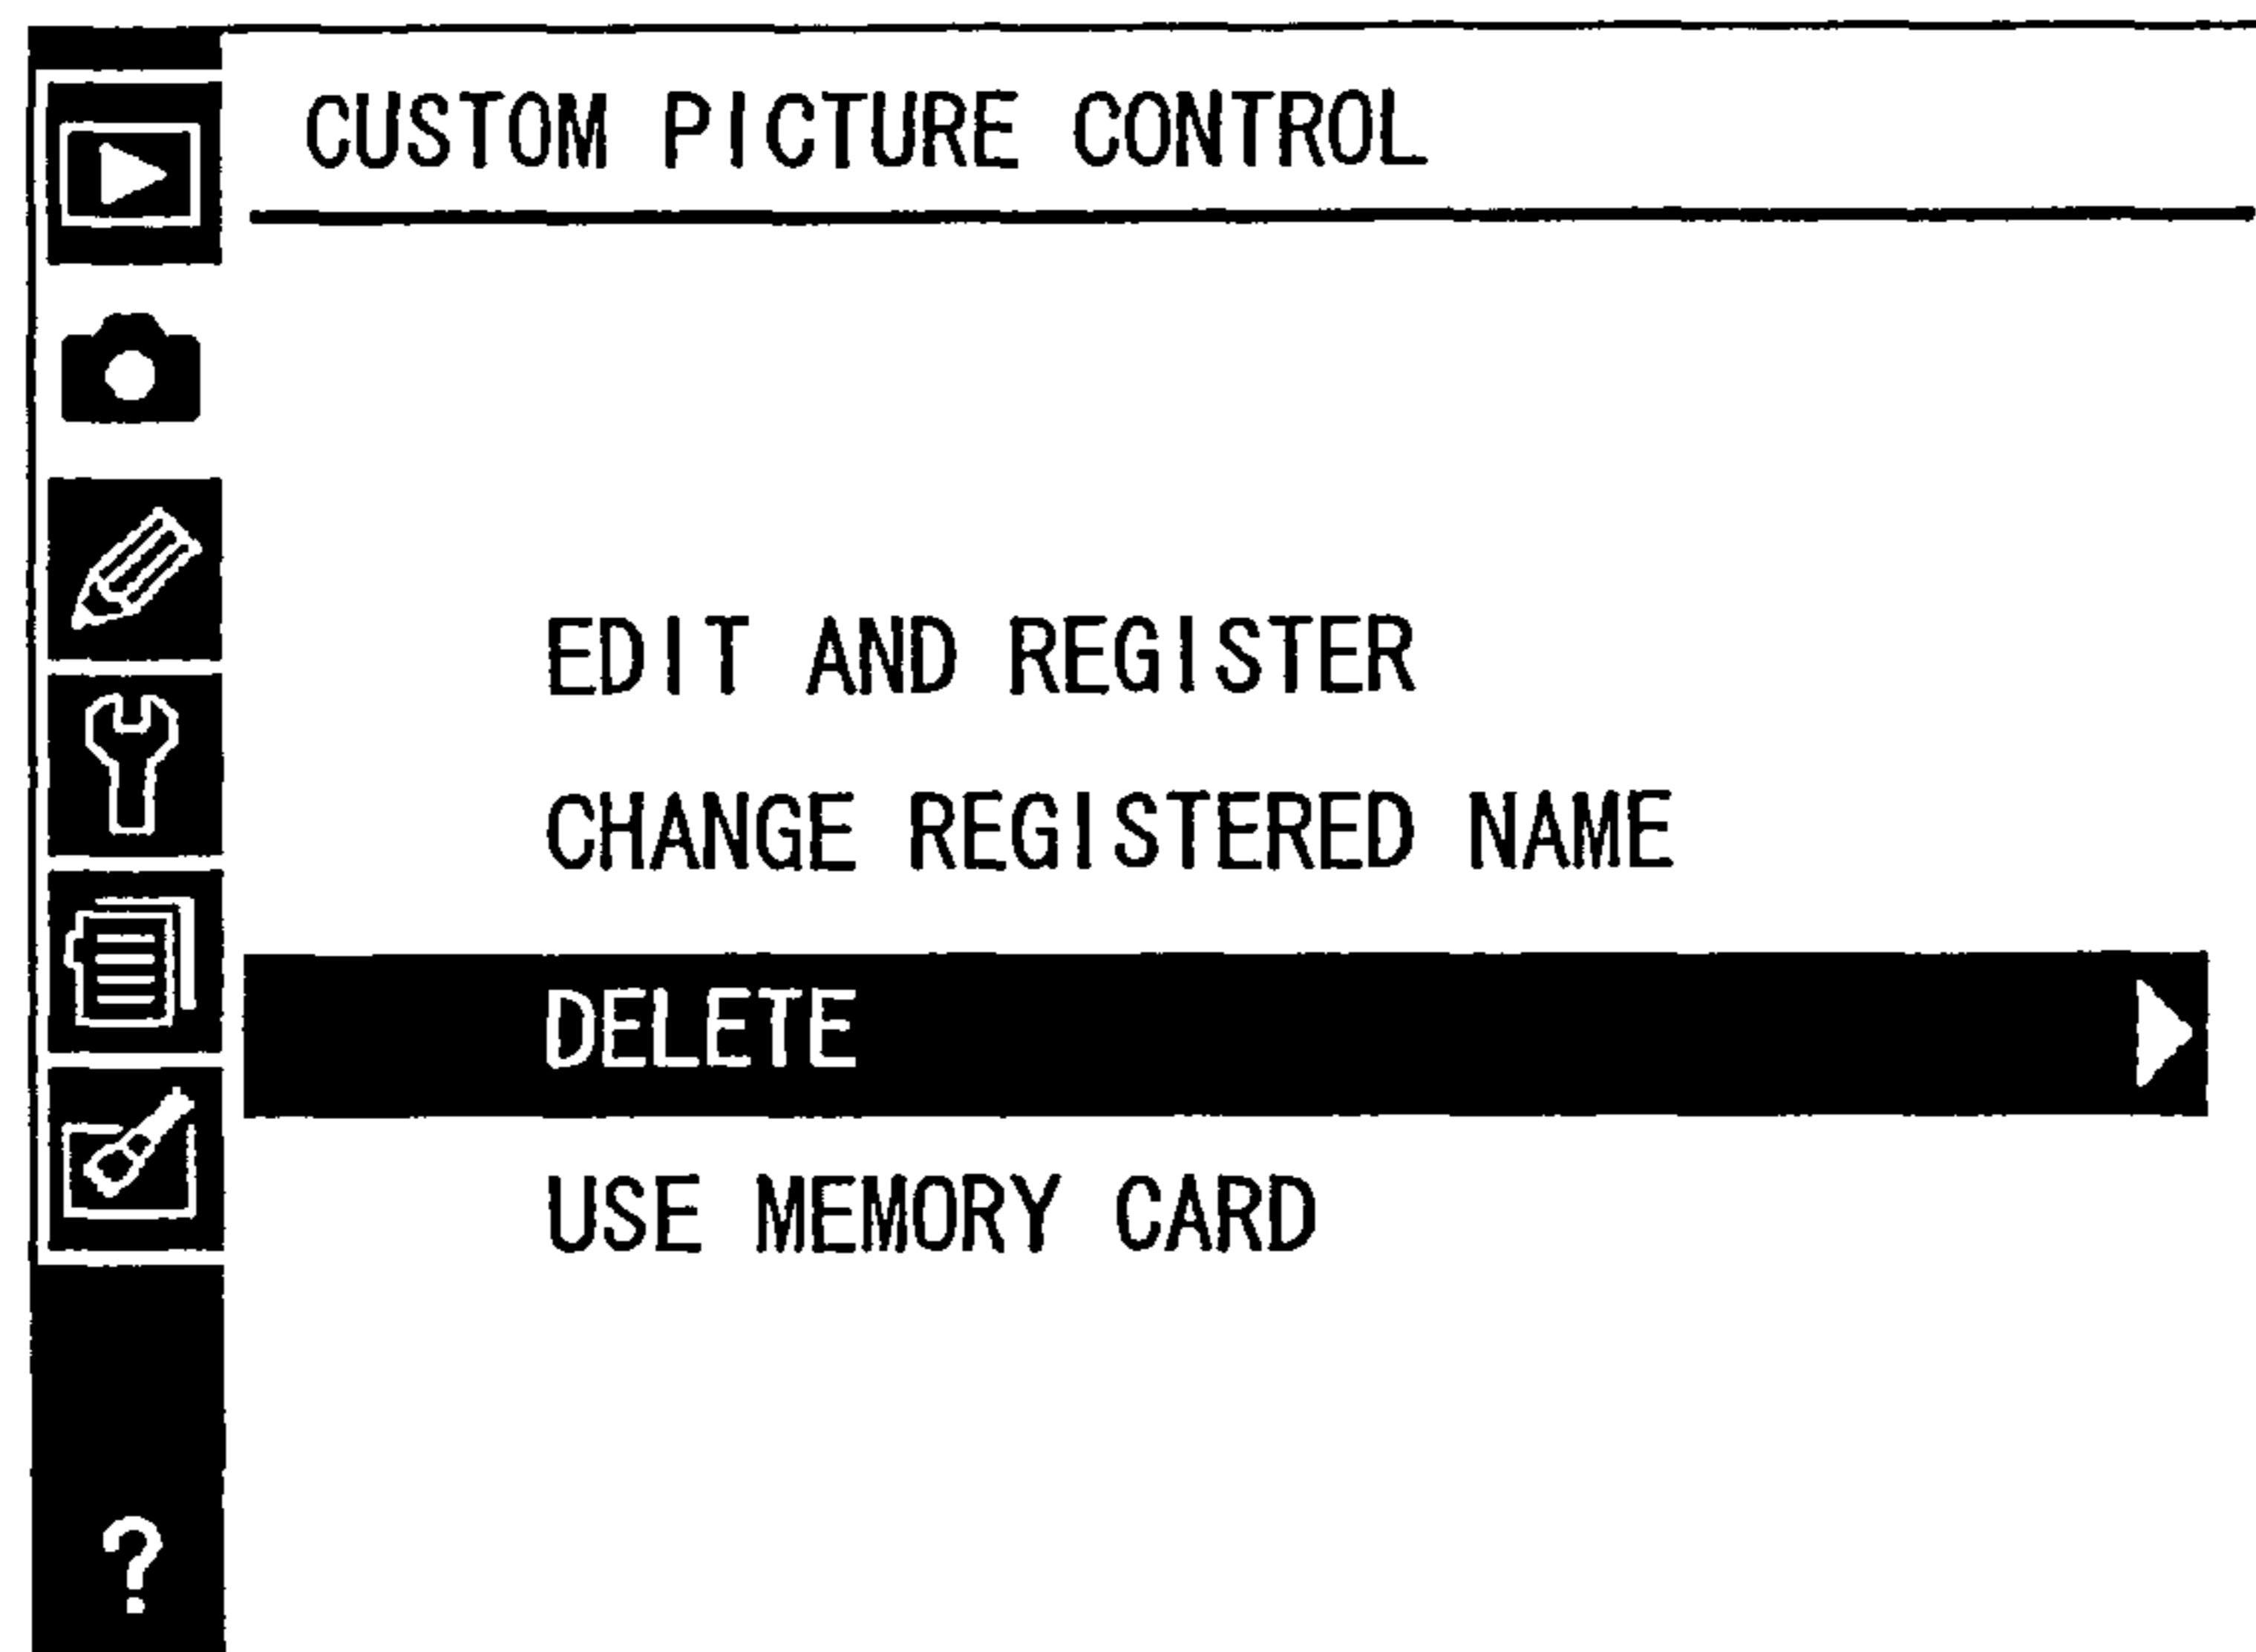 CUSTOM PICTURE CONTROL
EDIT AND REGISTER
CHANGE REGISTERED NAME
DELETE
USE MEMORY CARD
?